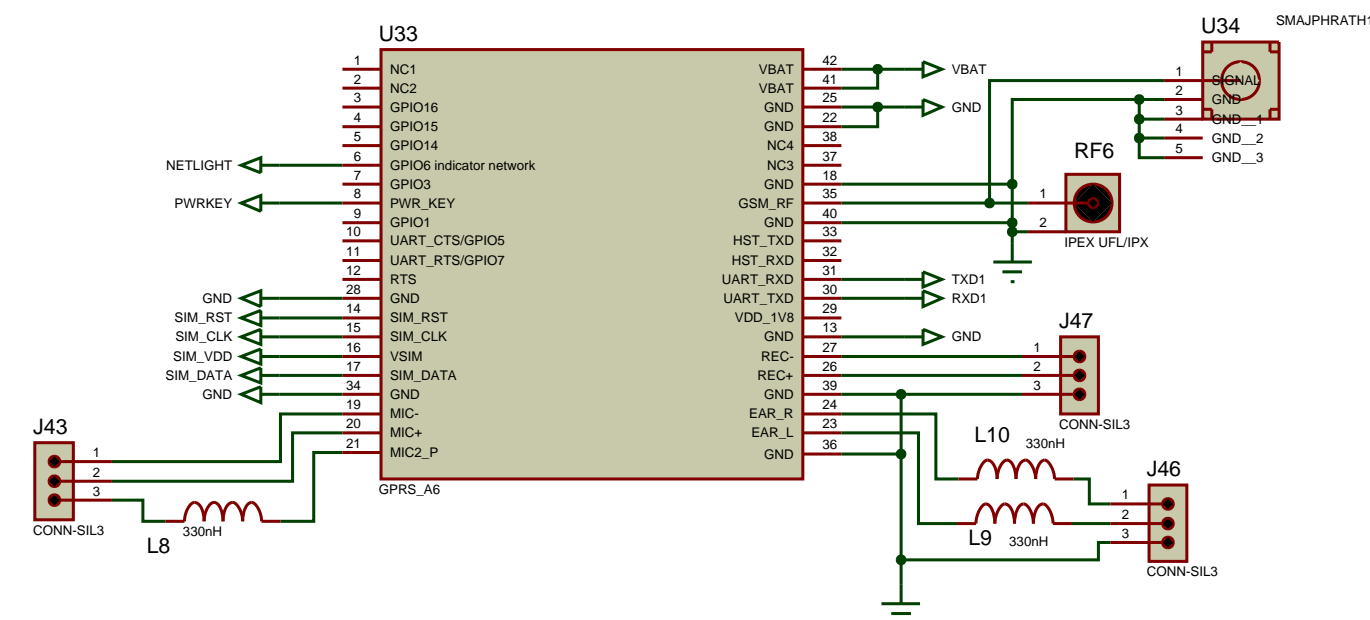 U33
U34
SMAJPHRATH1
1 NC1
2 NC2
3 GPIO16
4 GPIO15
5 GPIO14
NETLIGHT 6 GPIO6 indicator network
7 GPIO3
PWRKEY 8 PWR_KEY
9 GPIO1
10 UART_CTS/GPIO5
11 UART_RTS/GPIO7
12 RTS
GND 28 GND
SIM_RST 14 SIM_RST
SIM_CLK 15 SIM_CLK
SIM_VDD 16 VSIM
SIM_DATA 17 SIM_DATA
GND 34 GND
19 MIC-
20 MIC+
21 MIC2_P
VBAT 42 VBAT
VBAT 41
GND 25 GND
GND 22
NC4 38
NC3 37
GND 18
GSM_RF 35
GND 40
HST_TXD 33
HST_RXD 32
UART_RXD 31 TXD1
UART_TXD 30 RXD1
VDD_1V8 29
GND 13 GND
REC- 27
REC+ 26
GND 39
EAR_R 24
EAR_L 23
GND 36
GPRS_A6
1 SIGNAL
2 GND
3 GND__1
4 GND__2
5 GND__3
RF6
1
2
IPEX UFL/IPX
J47
1
2
3
CONN-SIL3
J43
1
2
3
CONN-SIL3
L8
330nH
L10
330nH
L9
330nH
J46
1
2
3
CONN-SIL3